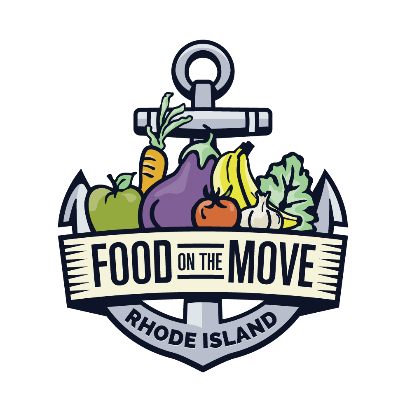 FOOD ON THE MOVE
RHODE ISLAND